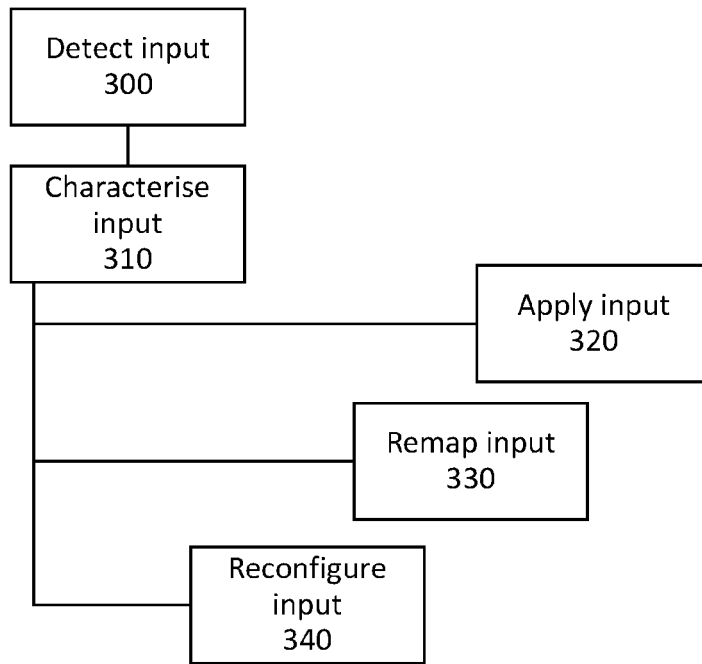 Detect input
300
Characterise
input
310
Apply input
320
Remap input
330
Reconfigure
input
340